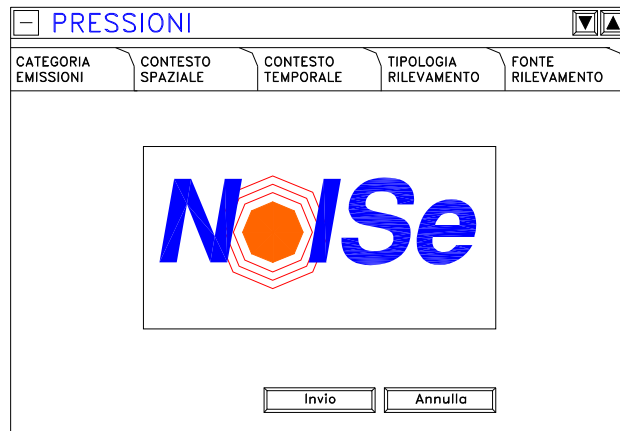 PRESSIONI
CATEGORIA EMISSIONI
CONTESTO SPAZIALE
CONTESTO TEMPORALE
TIPOLOGIA RILEVAMENTO
FONTE RILEVAMENTO
NOISe
Invio
Annulla